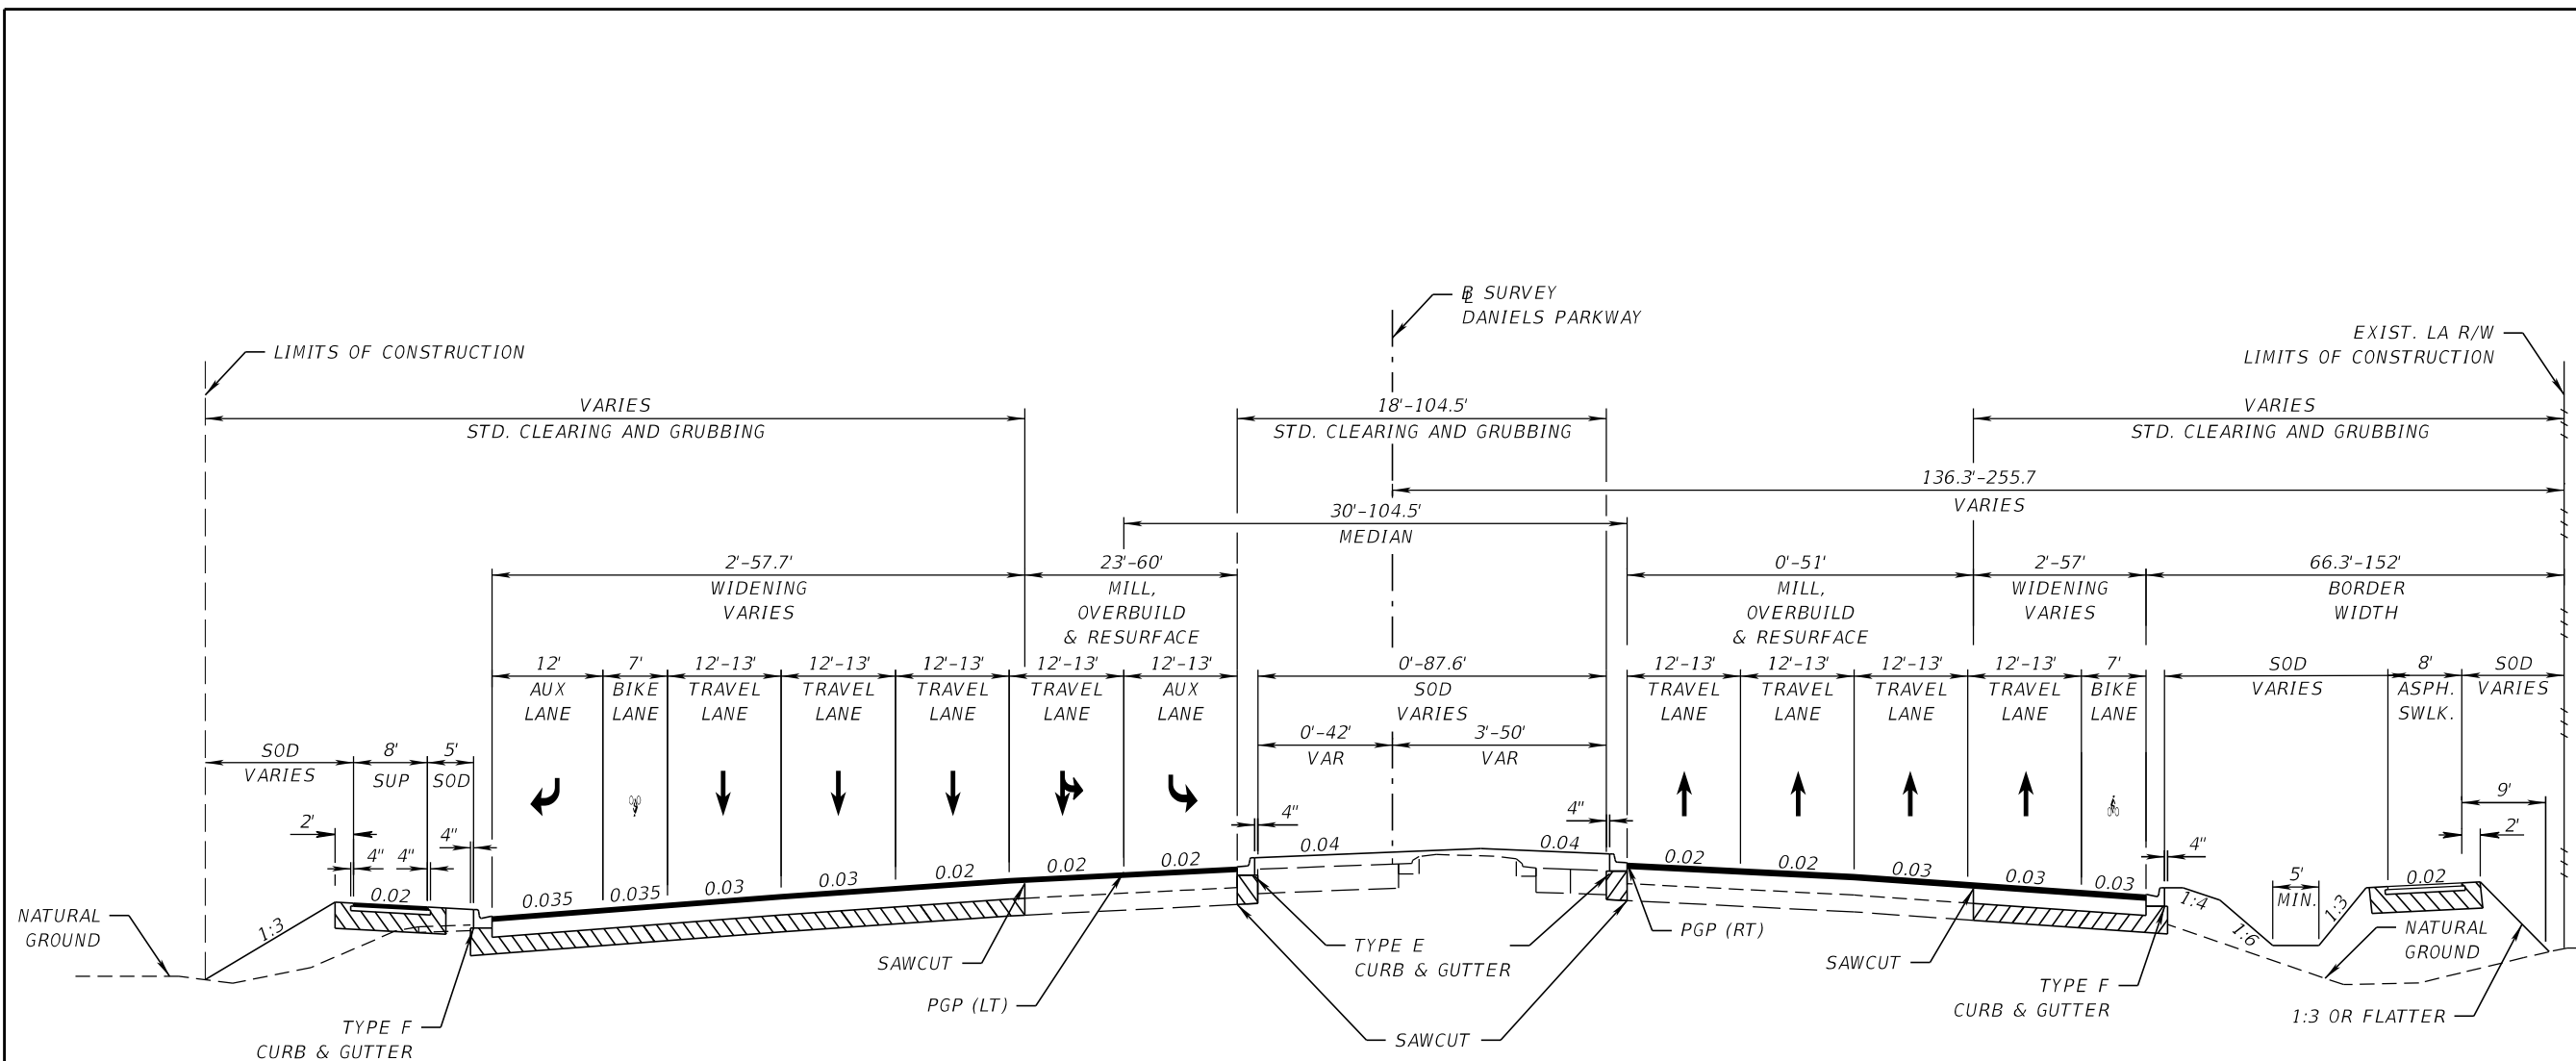 ℄ SURVEY
DANIELS PARKWAY
LIMITS OF CONSTRUCTION
EXIST. LA R/W
LIMITS OF CONSTRUCTION
VARIES
STD. CLEARING AND GRUBBING
18'-104.5'
STD. CLEARING AND GRUBBING
VARIES
STD. CLEARING AND GRUBBING
136.3'-255.7
VARIES
30'-104.5'
MEDIAN
2'-57.7'
WIDENING
VARIES
23'-60'
MILL,
OVERBUILD
& RESURFACE
0'-51'
MILL,
OVERBUILD
& RESURFACE
2'-57'
WIDENING
VARIES
66.3'-152'
BORDER
WIDTH
12'
AUX
LANE
7'
BIKE
LANE
12'-13'
TRAVEL
LANE
12'-13'
TRAVEL
LANE
12'-13'
TRAVEL
LANE
12'-13'
TRAVEL
LANE
12'-13'
AUX
LANE
0'-87.6'
SOD
VARIES
12'-13'
TRAVEL
LANE
12'-13'
TRAVEL
LANE
12'-13'
TRAVEL
LANE
12'-13'
TRAVEL
LANE
7'
BIKE
LANE
SOD
VARIES
8'
ASPH.
SWLK.
SOD
VARIES
0'-42'
VAR
3'-50'
VAR
SOD
VARIES
8'
SUP
5'
SOD
2'
4"
4"
4"
4"
4"
4"
9'
2'
5'
MIN.
1:3
0.02
0.035
0.035
0.03
0.03
0.02
0.02
0.02
0.04
0.04
0.02
0.02
0.03
0.03
0.03
1:4
1:6
1:3
0.02
NATURAL
GROUND
TYPE F
CURB & GUTTER
SAWCUT
PGP (LT)
TYPE E
CURB & GUTTER
SAWCUT
PGP (RT)
SAWCUT
TYPE F
CURB & GUTTER
NATURAL
GROUND
1:3 OR FLATTER